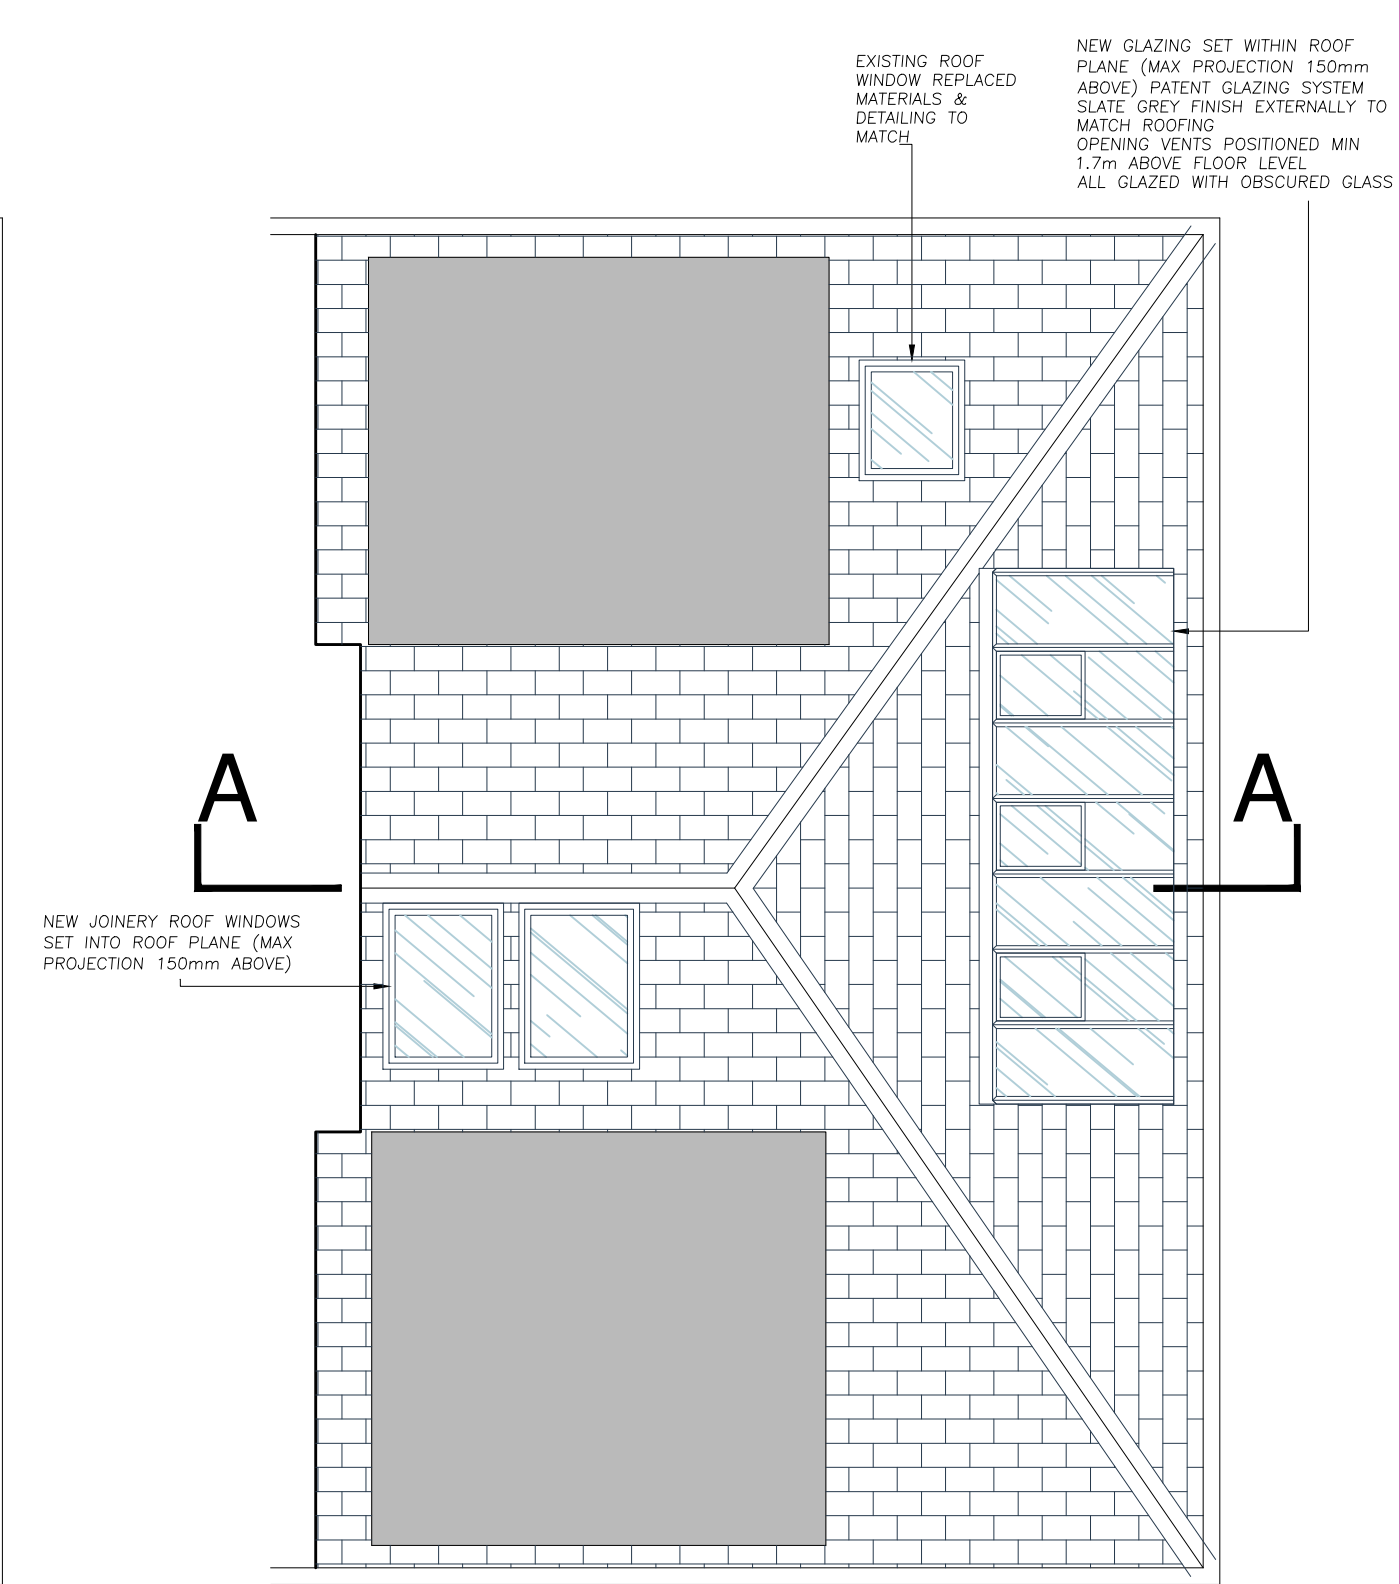 EXISTING ROOF
WINDOW REPLACED
MATERIALS &
DETAILING TO
MATCH
NEW GLAZING SET WITHIN ROOF
PLANE (MAX PROJECTION 150mm
ABOVE) PATENT GLAZING SYSTEM
SLATE GREY FINISH EXTERNALLY TO
MATCH ROOFING
OPENING VENTS POSITIONED MIN
1.7m ABOVE FLOOR LEVEL
ALL GLAZED WITH OBSCURED GLASS
A
A
NEW JOINERY ROOF WINDOWS
SET INTO ROOF PLANE (MAX
PROJECTION 150mm ABOVE)